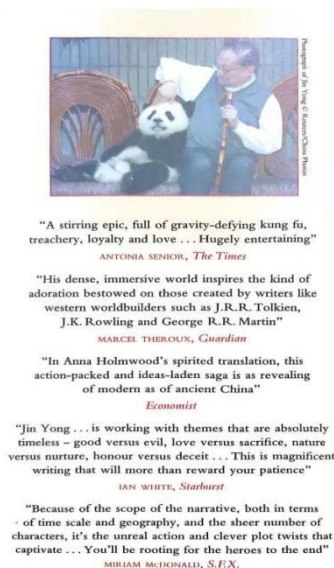 Photograph of Jin Yong © Reuters/China Photos
“A stirring epic, full of gravity-defying kung fu,
treachery, loyalty and love . . . Hugely entertaining”
ANTONIA SENIOR, The Times
“His dense, immersive world inspires the kind of
adoration bestowed on those created by writers like
western worldbuilders such as J.R.R. Tolkien,
J.K. Rowling and George R.R. Martin”
MARCEL THEROUX, Guardian
“In Anna Holmwood’s spirited translation, this
action-packed and ideas-laden saga is as revealing
of modern as of ancient China”
Economist
“Jin Yong . . . is working with themes that are absolutely
timeless – good versus evil, love versus sacrifice, nature
versus nurture, honour versus deceit . . . This is magnificent
writing that will more than reward your patience”
IAN WHITE, Starburst
“Because of the scope of the narrative, both in terms
of time scale and geography, and the sheer number of
characters, it’s the unreal action and clever plot twists that
captivate . . . You’ll be rooting for the heroes to the end”
MIRIAM McDONALD, S.F.X.